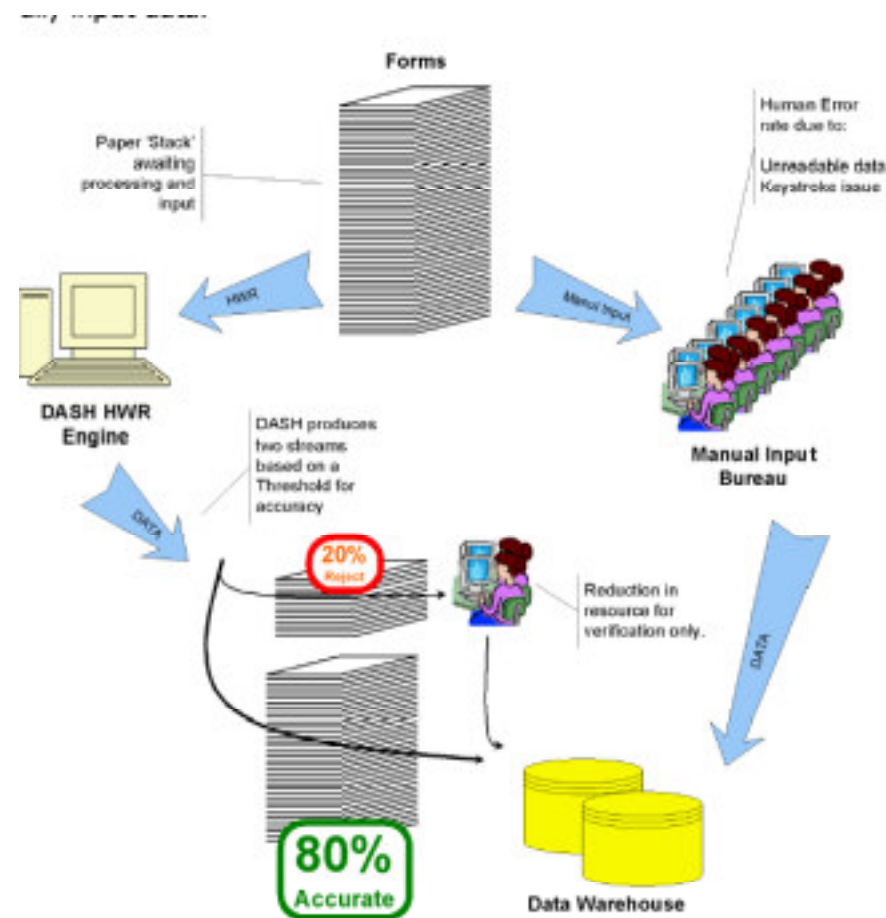 Forms
Paper 'Stack'
awaiting
processing and
input
Human Error
rate due to:
Unreadable data
Keystroke issue
HWR
Manul Input
DASH HWR
Engine
Manual Input
Bureau
DASH produces
two streams
based on a
Threshold for
accuracy
DATA
20%
Reject
Reduction in
resource for
verification only.
DATA
80%
Accurate
Data Warehouse